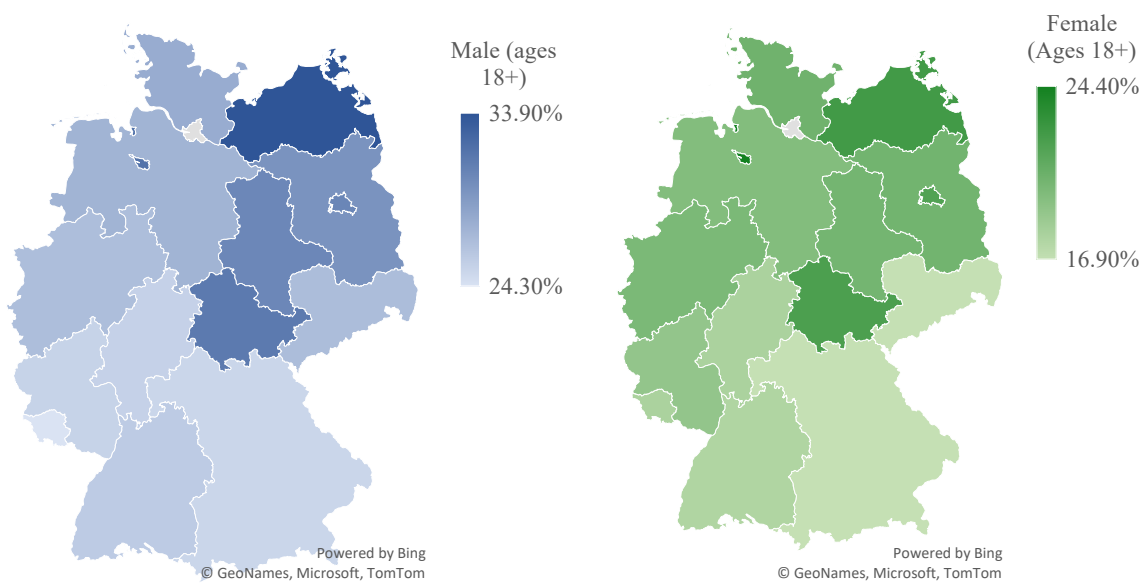 Male (ages
18+)
33.90%
24.30%
Powered by Bing
© GeoNames, Microsoft, TomTom
Female
(Ages 18+)
24.40%
16.90%
Powered by Bing
© GeoNames, Microsoft, TomTom